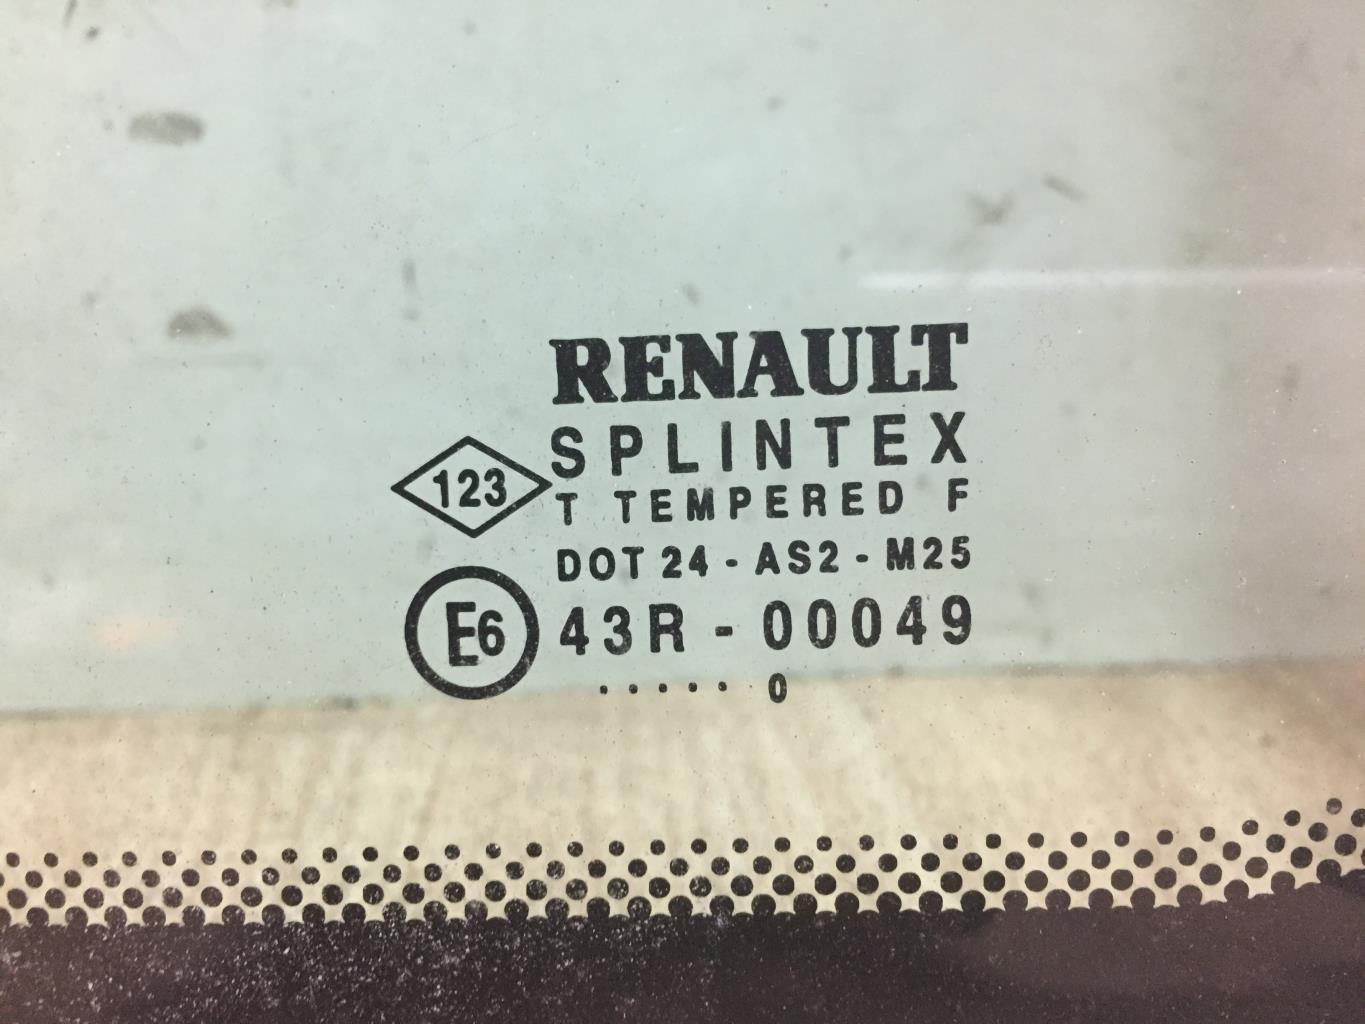 RENAULT
SPLINTEX
123
T TEMPERED F
DOT 24 - AS2 - M25
E6
43R - 00049
. . . . . 0